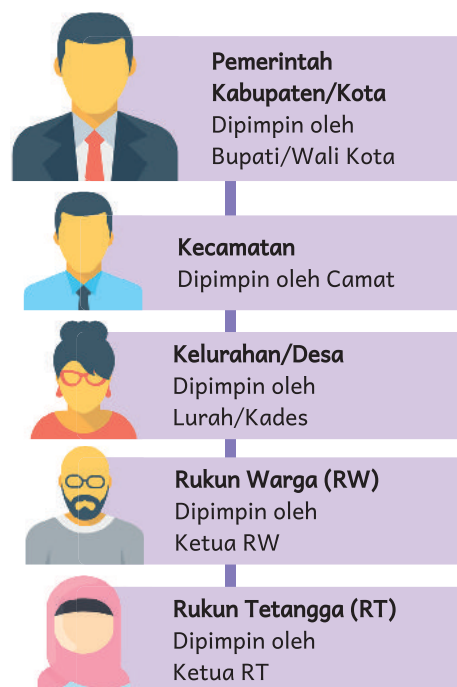 Pemerintah
Kabupaten/Kota
Dipimpin oleh
Bupati/Wali Kota
Kecamatan
Dipimpin oleh Camat
Kelurahan/Desa
Dipimpin oleh
Lurah/Kades
Rukun Warga (RW)
Dipimpin oleh
Ketua RW
Rukun Tetangga (RT)
Dipimpin oleh
Ketua RT